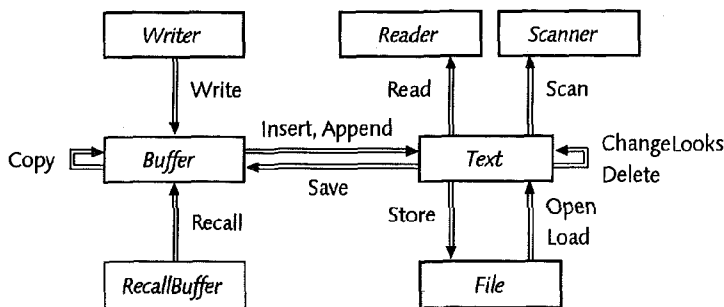 Writer
Reader
Scanner
Write
Read
Scan
Insert, Append
Copy
Buffer
Text
ChangeLooks
Delete
Save
Recall
Store
Open
Load
RecallBuffer
File